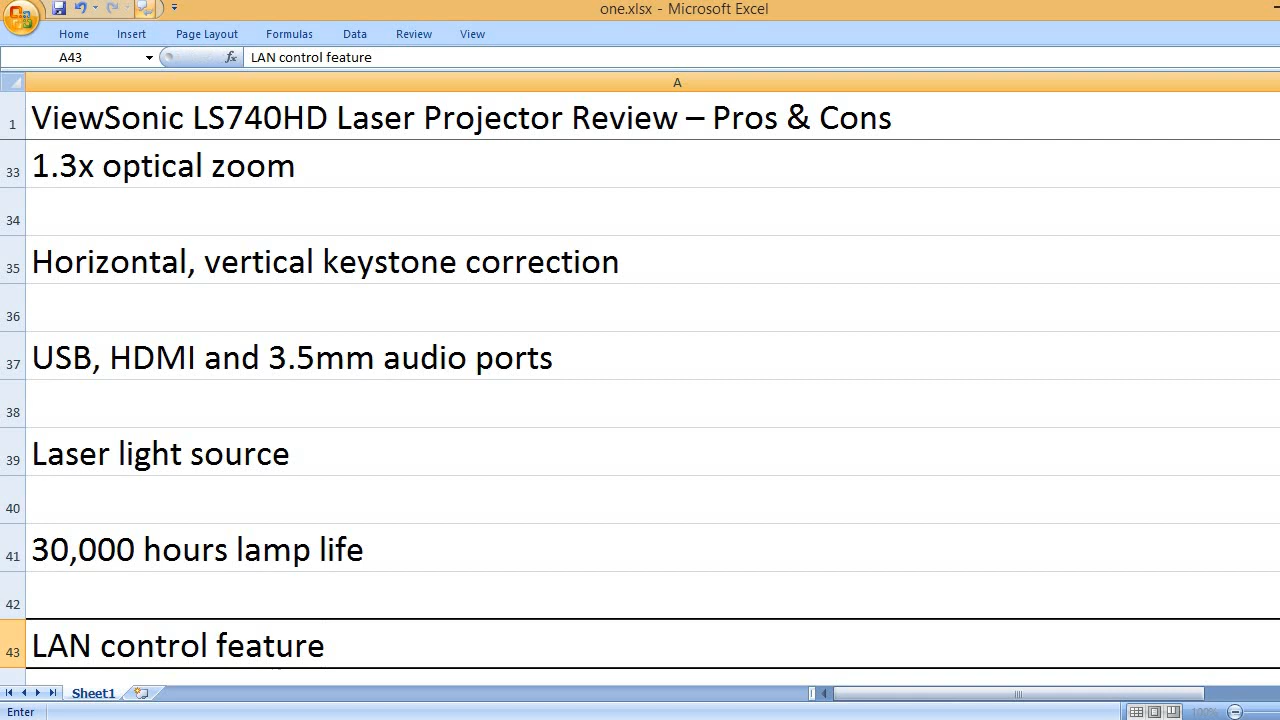 one.xlsx - Microsoft Excel
Home Insert Page Layout Formulas Data Review View
A43 fx LAN control feature
A
1 ViewSonic LS740HD Laser Projector Review – Pros & Cons
33 1.3x optical zoom
34
35 Horizontal, vertical keystone correction
36
37 USB, HDMI and 3.5mm audio ports
38
39 Laser light source
40
41 30,000 hours lamp life
42
43 LAN control feature
Sheet1
Enter 100%